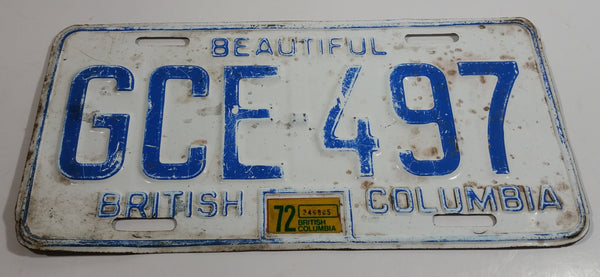 BEAUTIFUL
GCE 497
BRITISH COLUMBIA
72
BRITISH
COLUMBIA